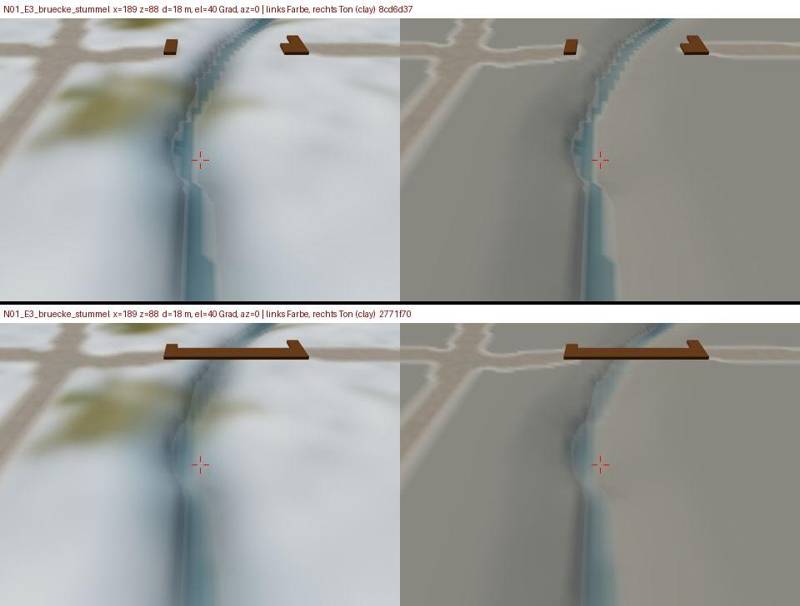 N01_E3_bruecke_stummel x=189 z=88 d=18 m, el=40 Grad, az=0 | links Farbe, rechts Ton (clay) 8cd6d37
N01_E3_bruecke_stummel x=189 z=88 d=18 m, el=40 Grad, az=0 | links Farbe, rechts Ton (clay) 2771f70